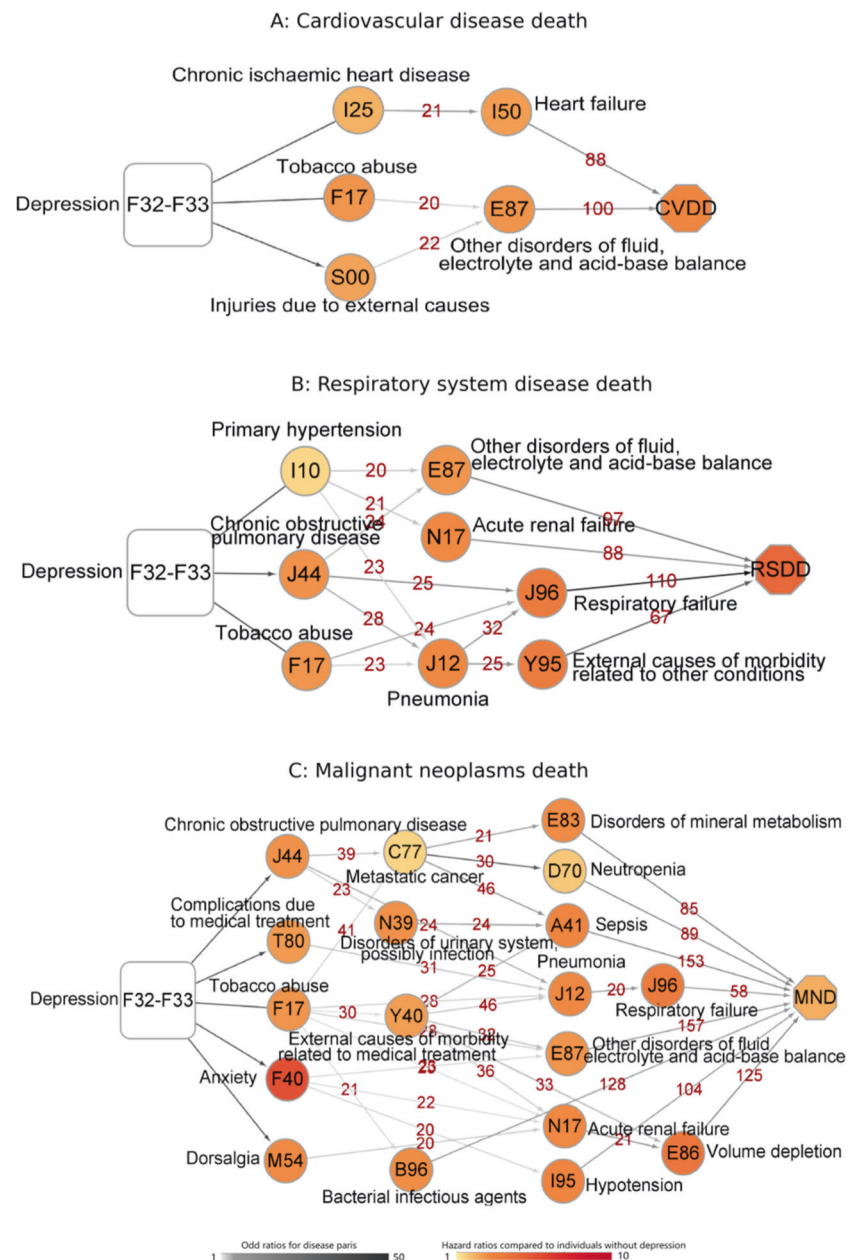 A: Cardiovascular disease death
Chronic ischaemic heart disease
I25
21
I50
Heart failure
88
Tobacco abuse
Depression
F32-F33
F17
20
E87
100
CVDD
22
S00
Other disorders of fluid,
electrolyte and acid-base balance
Injuries due to external causes
B: Respiratory system disease death
Primary hypertension
I10
20
E87
Other disorders of fluid,
electrolyte and acid-base balance
21
24
97
Chronic obstructive
pulmonary disease
N17
Acute renal failure
88
Depression
F32-F33
J44
23
25
J96
110
RSDD
Respiratory failure
28
24
32
67
Tobacco abuse
F17
23
J12
25
Y95
External causes of morbidity
related to other conditions
Pneumonia
C: Malignant neoplasms death
Chronic obstructive pulmonary disease
J44
39
C77
21
E83
Disorders of mineral metabolism
30
D70
Neutropenia
Metastatic cancer
23
46
85
Complications due
to medical treatment
T80
41
N39
24
24
A41
Sepsis
89
Disorders of urinary system,
possibly infection
153
31
25
Pneumonia
Tobacco abuse
Depression
F32-F33
F17
30
28
Y40
46
J12
20
J96
58
MND
Respiratory failure
External causes of morbidity
related to medical treatment
32
157
E87
Other disorders of fluid
electrolyte and acid-base balance
Anxiety
F40
21
36
33
128
104
125
22
20
20
N17
Acute renal failure
21
E86
Volume depletion
Dorsalgia
M54
B96
Bacterial infectious agents
I95
Hypotension
Odd ratios for disease paris
1
50
Hazard ratios compared to individuals without depression
1
10